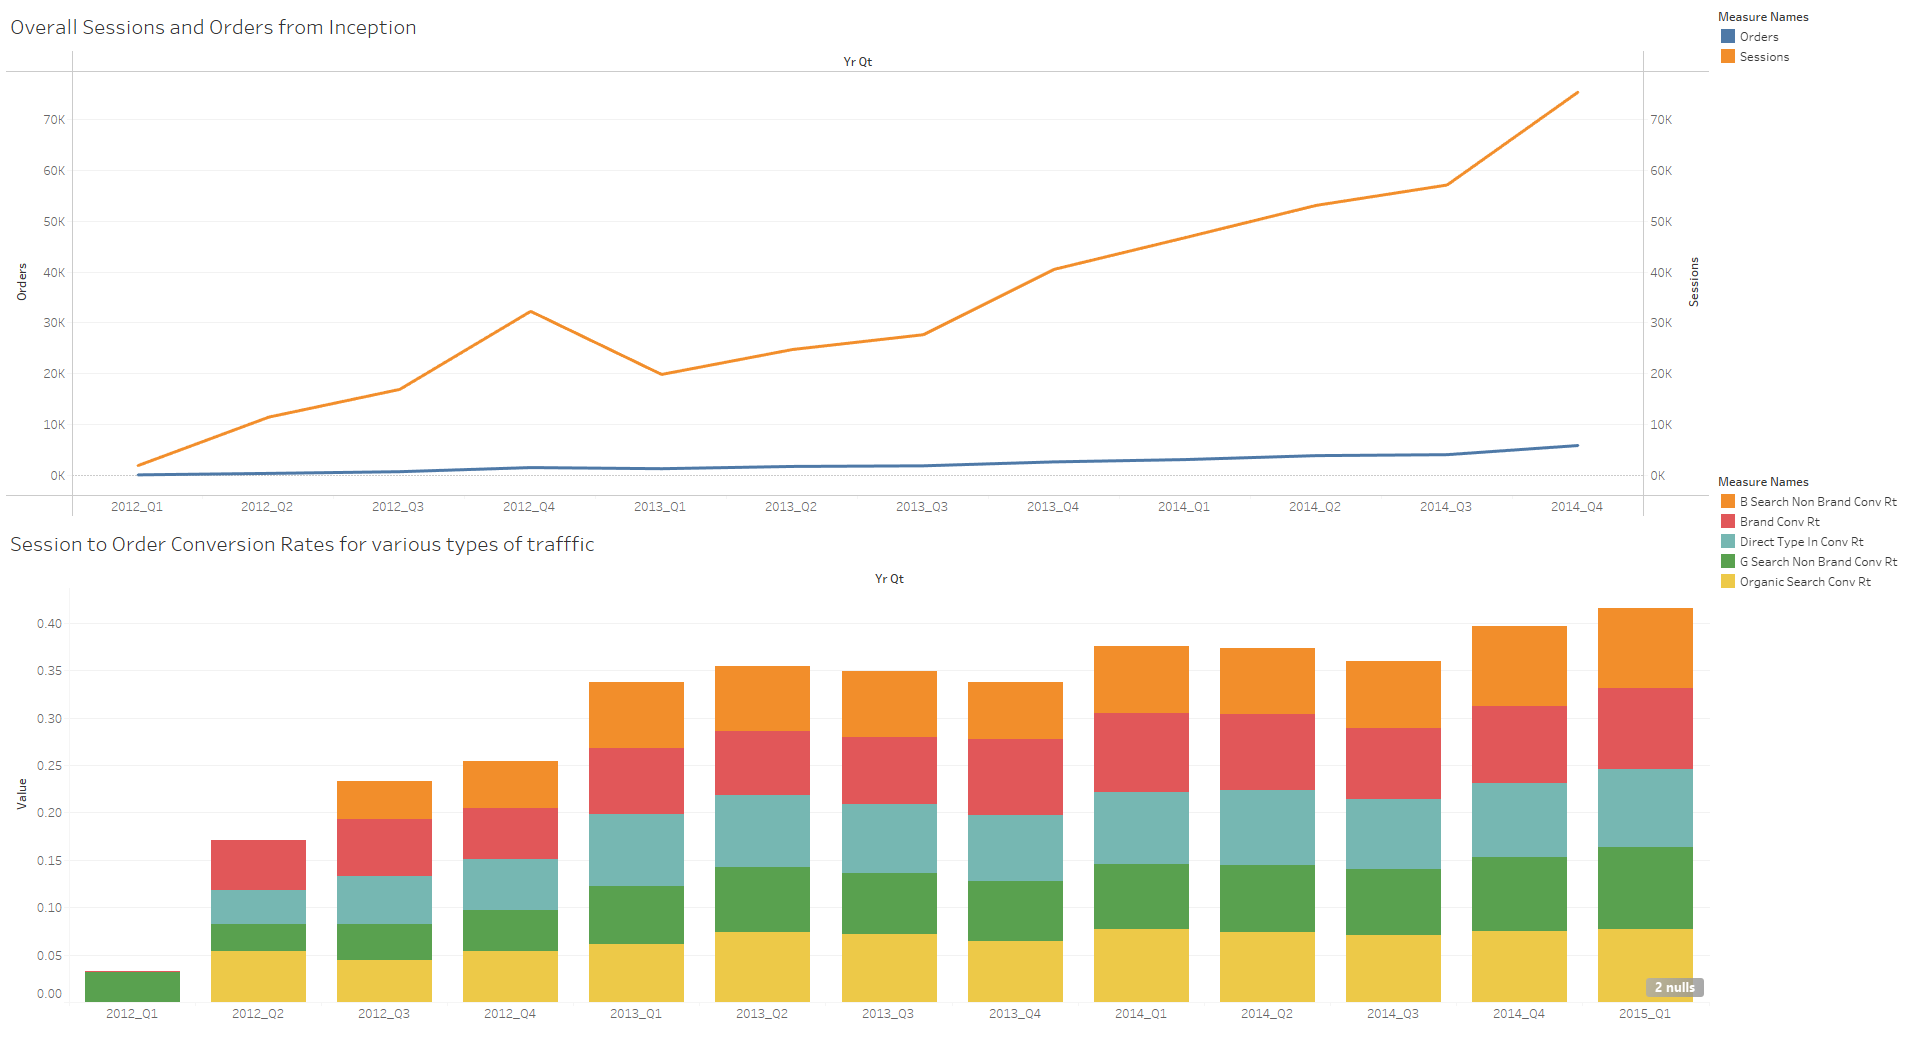 Overall Sessions and Orders from Inception
Yr Qt
70K
60K
50K
40K
30K
20K
10K
0K
Orders
70K
60K
50K
40K
30K
20K
10K
0K
Sessions
2012_Q1 2012_Q2 2012_Q3 2012_Q4 2013_Q1 2013_Q2 2013_Q3 2013_Q4 2014_Q1 2014_Q2 2014_Q3 2014_Q4
Measure Names
Orders
Sessions
Session to Order Conversion Rates for various types of trafffic
Yr Qt
0.40
0.35
0.30
0.25
0.20
0.15
0.10
0.05
0.00
Value
2 nulls
2012_Q1 2012_Q2 2012_Q3 2012_Q4 2013_Q1 2013_Q2 2013_Q3 2013_Q4 2014_Q1 2014_Q2 2014_Q3 2014_Q4 2015_Q1
Measure Names
B Search Non Brand Conv Rt
Brand Conv Rt
Direct Type In Conv Rt
G Search Non Brand Conv Rt
Organic Search Conv Rt